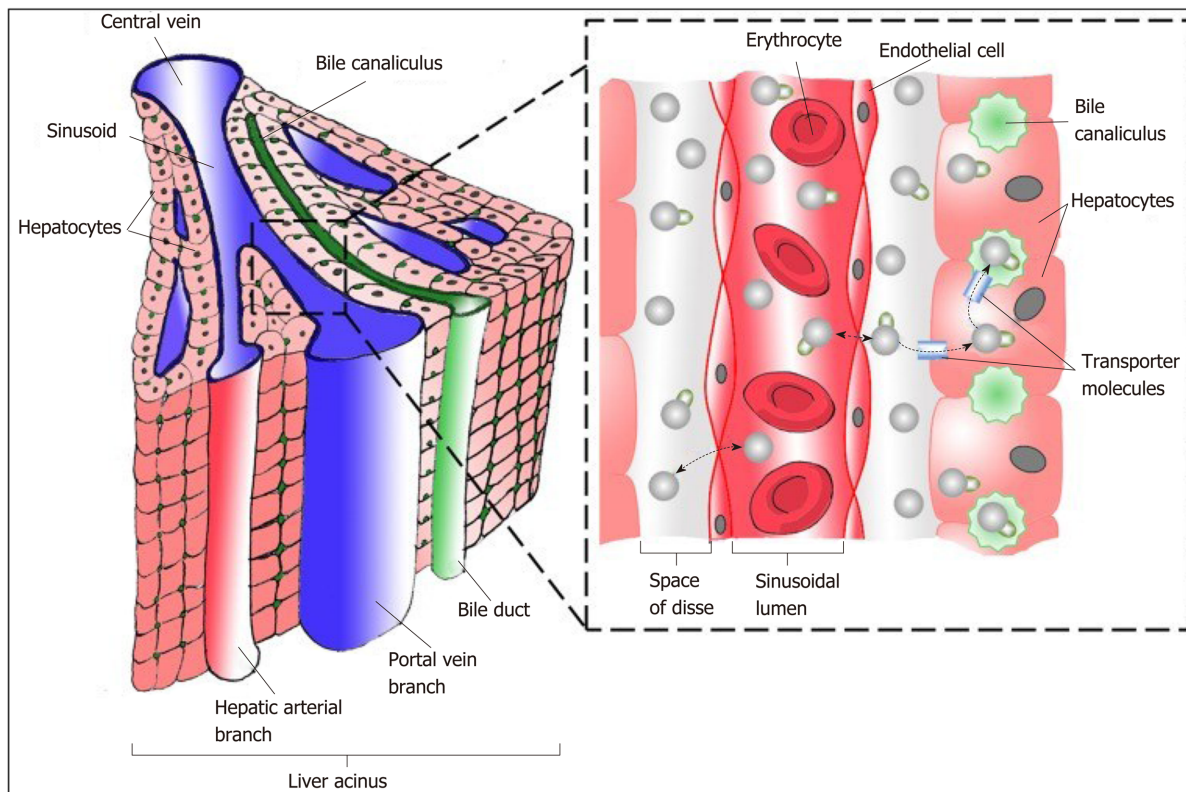 Central vein
Bile canaliculus
Sinusoid
Hepatocytes
Bile duct
Portal vein
branch
Hepatic arterial
branch
Liver acinus
Erythrocyte
Endothelial cell
Bile
canaliculus
Hepatocytes
Transporter
molecules
Space
of disse
Sinusoidal
lumen